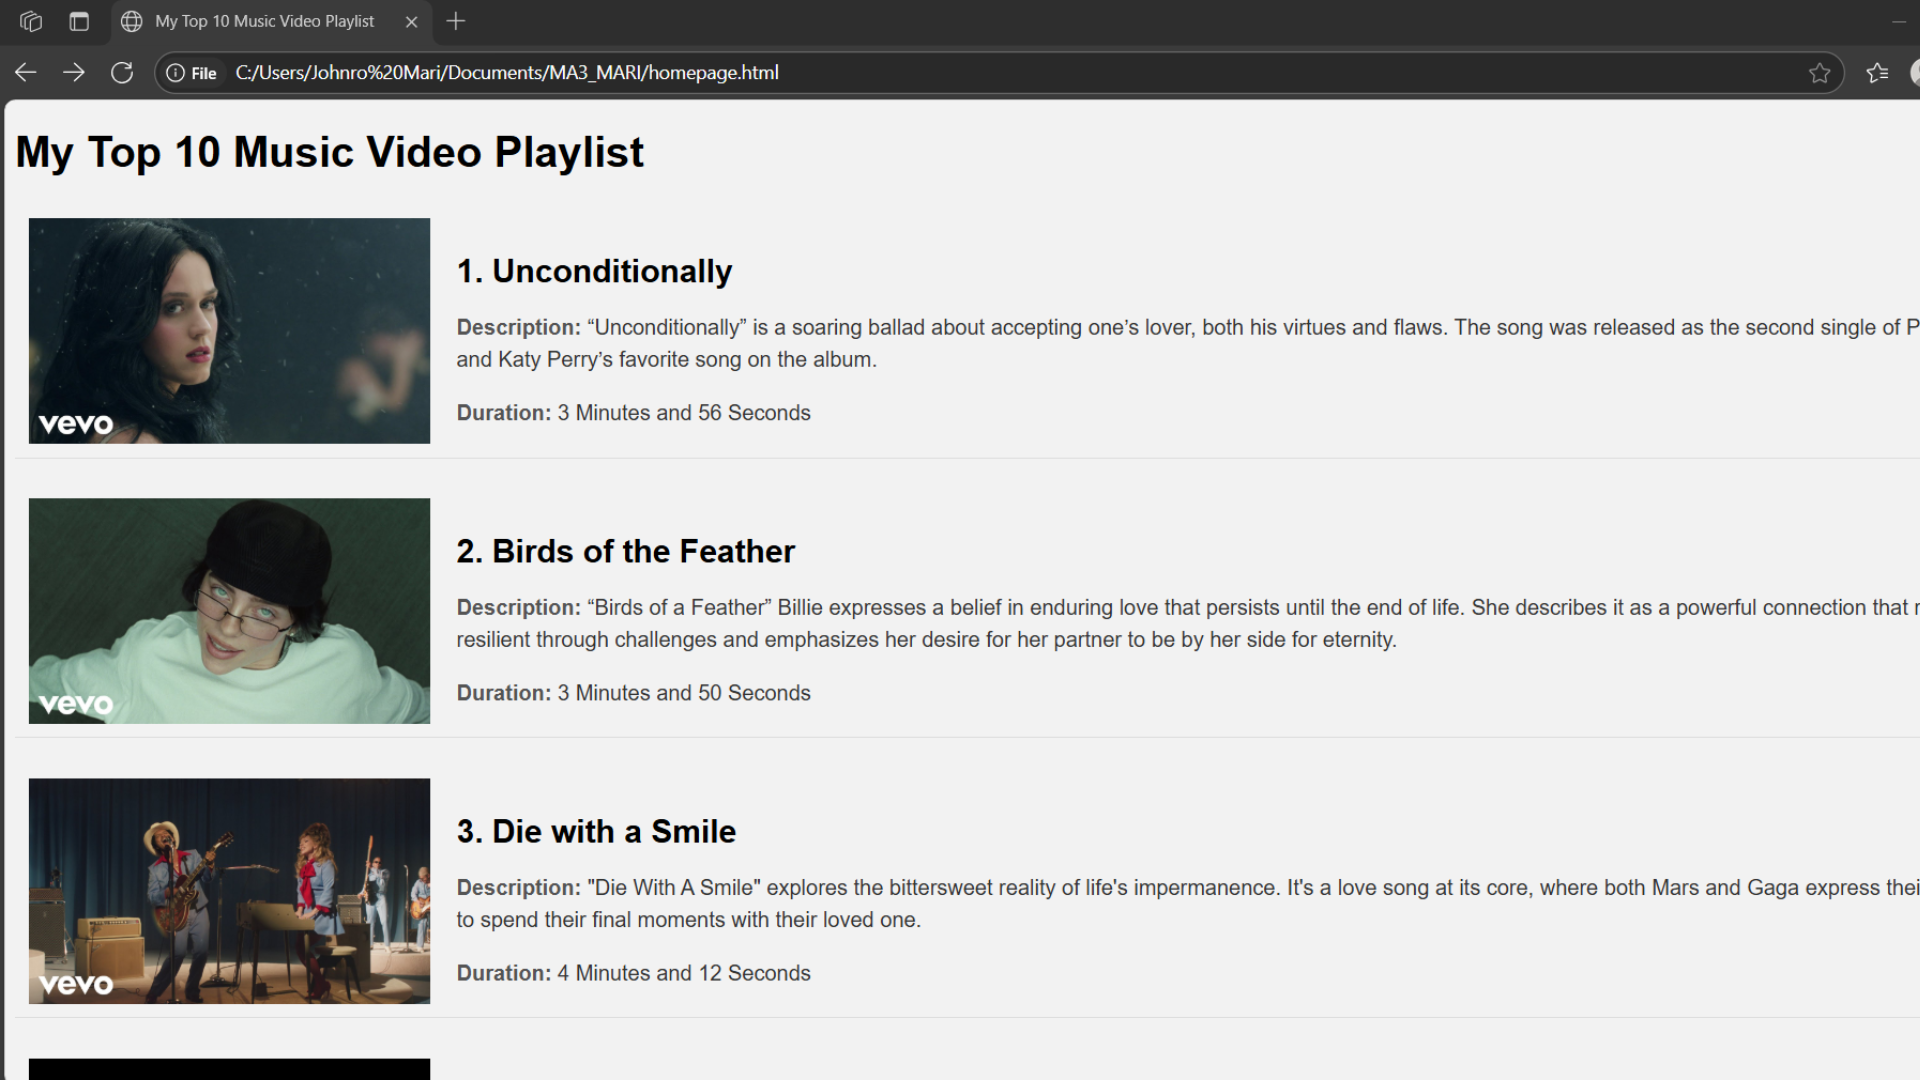 My Top 10 Music Video Playlist
File C:/Users/Johnro%20Mari/Documents/MA3_MARI/homepage.html
My Top 10 Music Video Playlist
vevo
1. Unconditionally
Description: “Unconditionally” is a soaring ballad about accepting one’s lover, both his virtues and flaws. The song was released as the second single of P
and Katy Perry’s favorite song on the album.
Duration: 3 Minutes and 56 Seconds
vevo
2. Birds of the Feather
Description: “Birds of a Feather” Billie expresses a belief in enduring love that persists until the end of life. She describes it as a powerful connection that
resilient through challenges and emphasizes her desire for her partner to be by her side for eternity.
Duration: 3 Minutes and 50 Seconds
vevo
3. Die with a Smile
Description: "Die With A Smile" explores the bittersweet reality of life's impermanence. It's a love song at its core, where both Mars and Gaga express thei
to spend their final moments with their loved one.
Duration: 4 Minutes and 12 Seconds